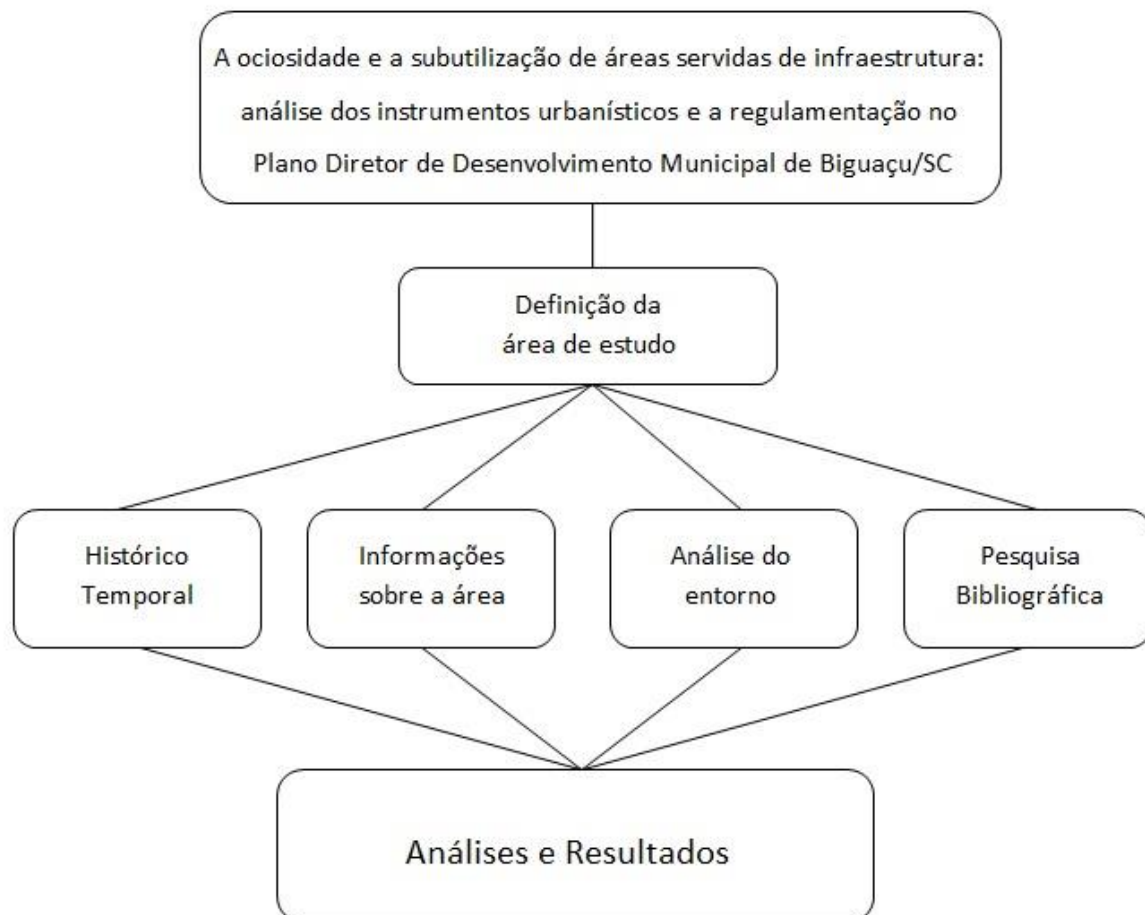 A ociosidade e a subutilização de áreas servidas de infraestrutura:
análise dos instrumentos urbanísticos e a regulamentação no
Plano Diretor de Desenvolvimento Municipal de Biguaçu/SC
Definição da
área de estudo
Histórico
Temporal
Informações
sobre a área
Análise do
entorno
Pesquisa
Bibliográfica
Análises e Resultados